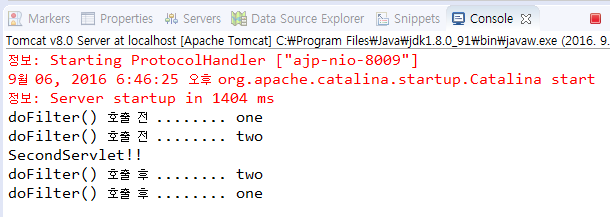 Markers Properties Servers Data Source Explorer Snippets Console
Tomcat v8.0 Server at localhost [Apache Tomcat] C:₩Program Files₩Java₩jdk1.8.0_91₩bin₩javaw.exe (2016. 9.
정보: Starting ProtocolHandler ["ajp-nio-8009"]
9월 06, 2016 6:46:25 오후 org.apache.catalina.startup.Catalina start
정보: Server startup in 1404 ms
doFilter() 호출 전 ........ one
doFilter() 호출 전 ........ two
SecondServlet!!
doFilter() 호출 후 ........ two
doFilter() 호출 후 ........ one